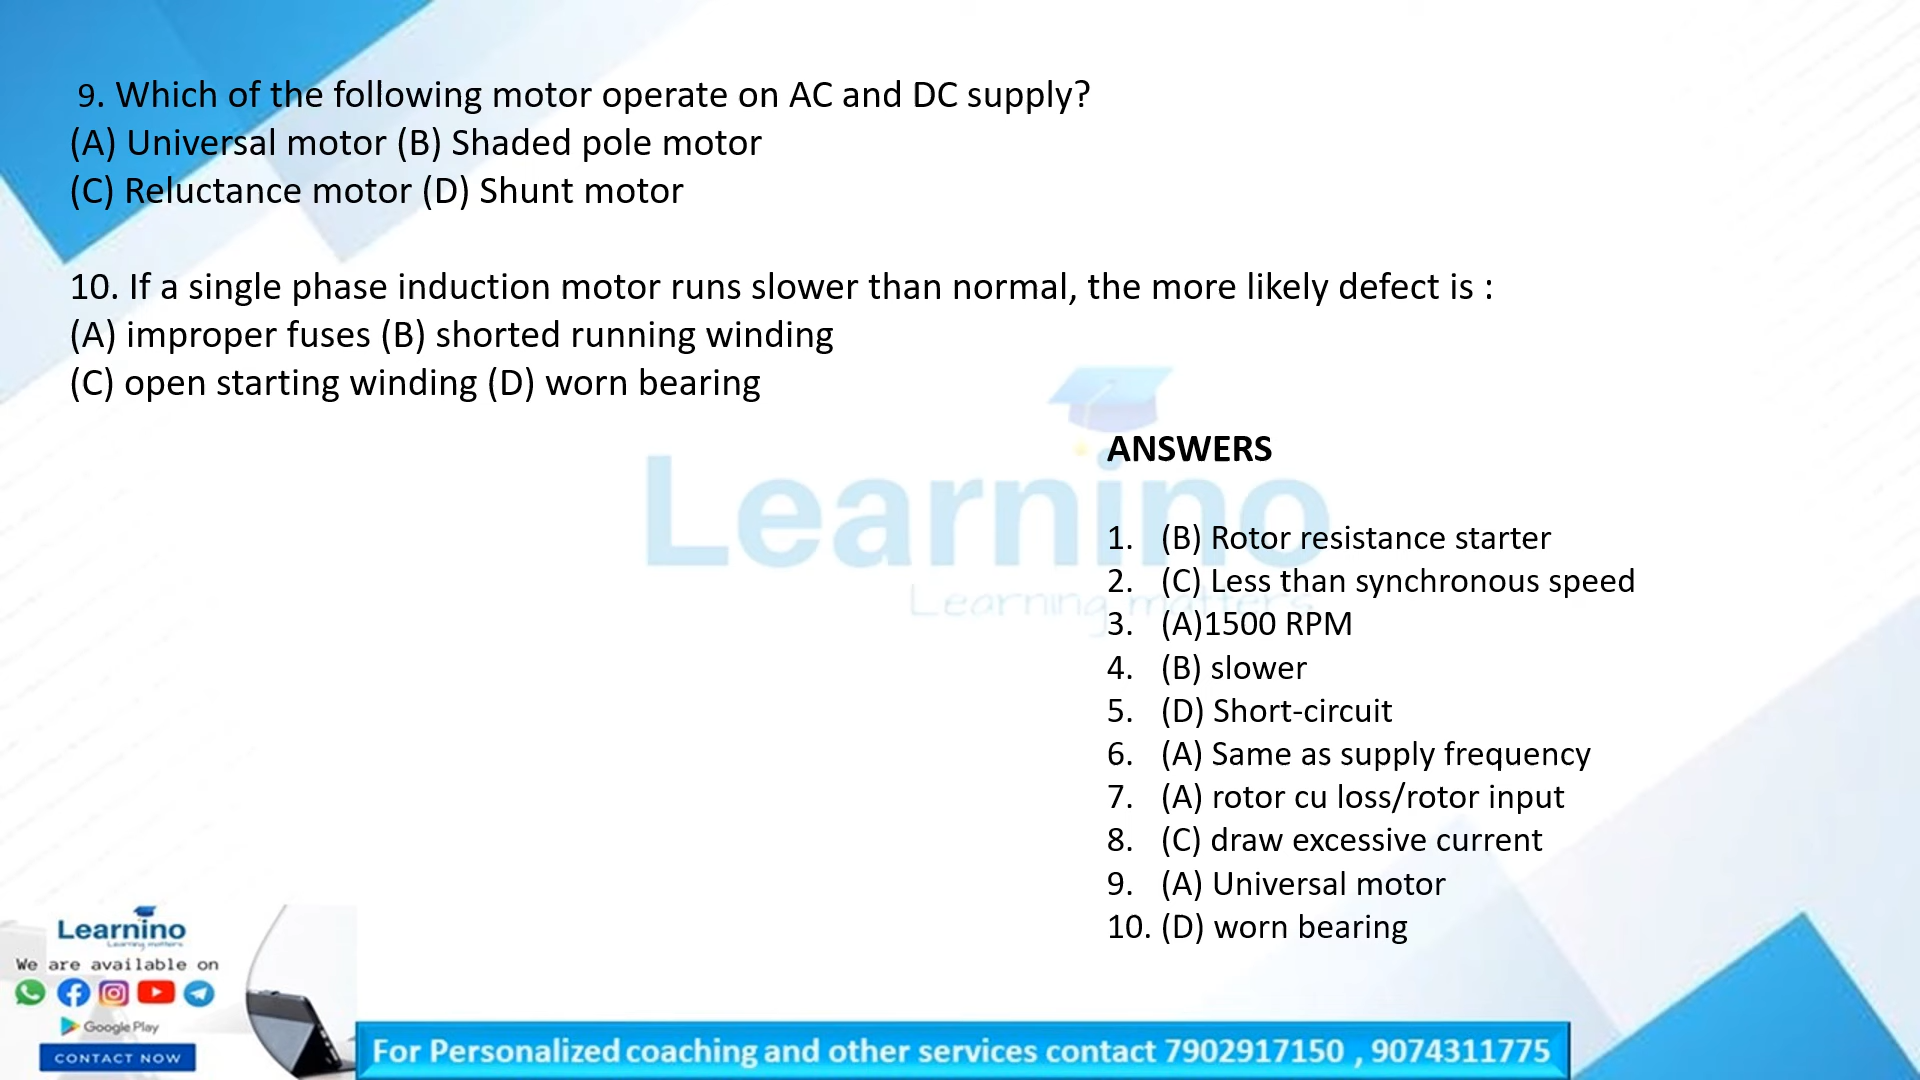 9. Which of the following motor operate on AC and DC supply?
(A) Universal motor (B) Shaded pole motor
(C) Reluctance motor (D) Shunt motor
10. If a single phase induction motor runs slower than normal, the more likely defect is :
(A) improper fuses (B) shorted running winding
(C) open starting winding (D) worn bearing
Learnino
Learning matters
ANSWERS
1. (B) Rotor resistance starter
2. (C) Less than synchronous speed
3. (A)1500 RPM
4. (B) slower
5. (D) Short-circuit
6. (A) Same as supply frequency
7. (A) rotor cu loss/rotor input
8. (C) draw excessive current
9. (A) Universal motor
10. (D) worn bearing
Learnino
Learning matters
We are available on
Google Play
CONTACT NOW
For Personalized coaching and other services contact 7902917150 , 9074311775